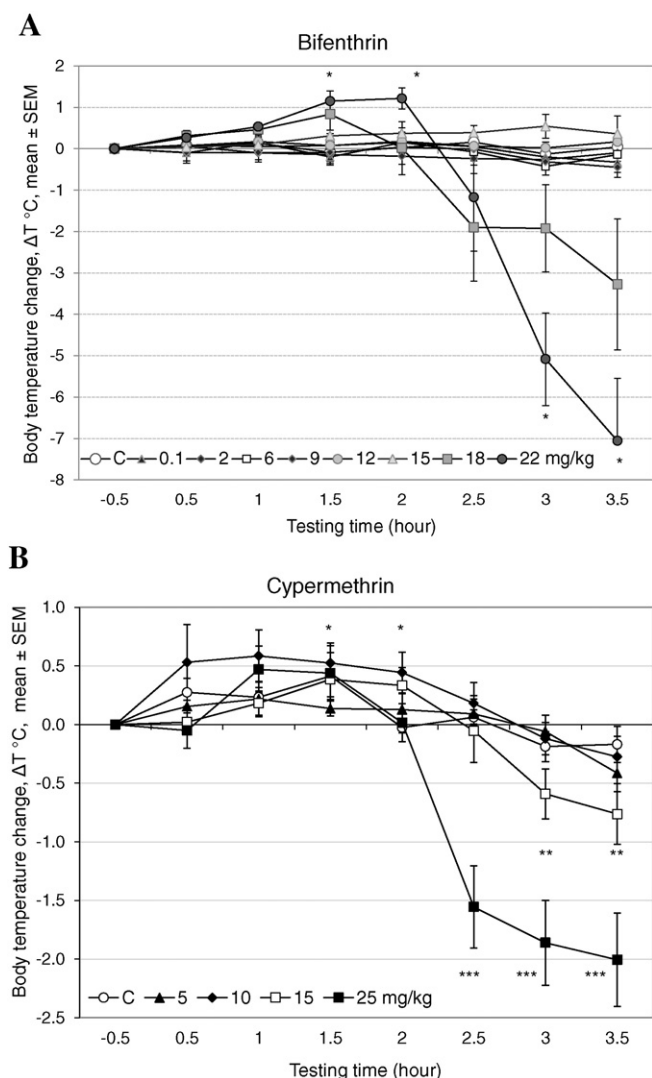 A
Bifenthrin
Body temperature change, ΔT °C, mean ± SEM
2
*
*
1
0
-1
-2
-3
-4
-5
-6
*
-7
C 0.1 2 6 9 12 15 18 22 mg/kg
*
-8
-0.5 0.5 1 1.5 2 2.5 3 3.5
Testing time (hour)
B
Cypermethrin
Body temperature change, ΔT °C, mean ± SEM
1.0
*
*
0.5
0.0
-0.5
-1.0
**
**
-1.5
-2.0
***
***
***
C 5 10 15 25 mg/kg
-2.5
-0.5 0.5 1 1.5 2 2.5 3 3.5
Testing time (hour)